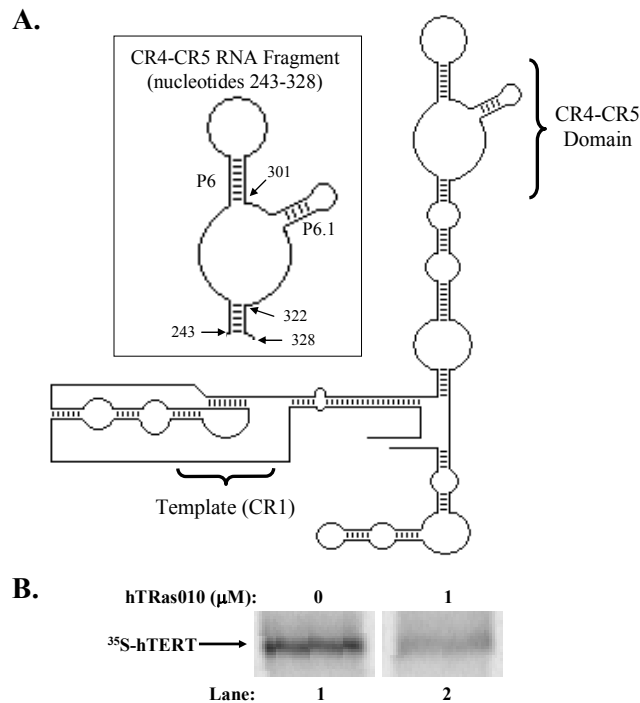 A.
CR4-CR5 RNA Fragment
(nucleotides 243-328)
P6
301
P6.1
322
243
328
CR4-CR5
Domain
Template (CR1)
B.
hTRas010 (μM): 0 1
³⁵S-hTERT
Lane: 1 2